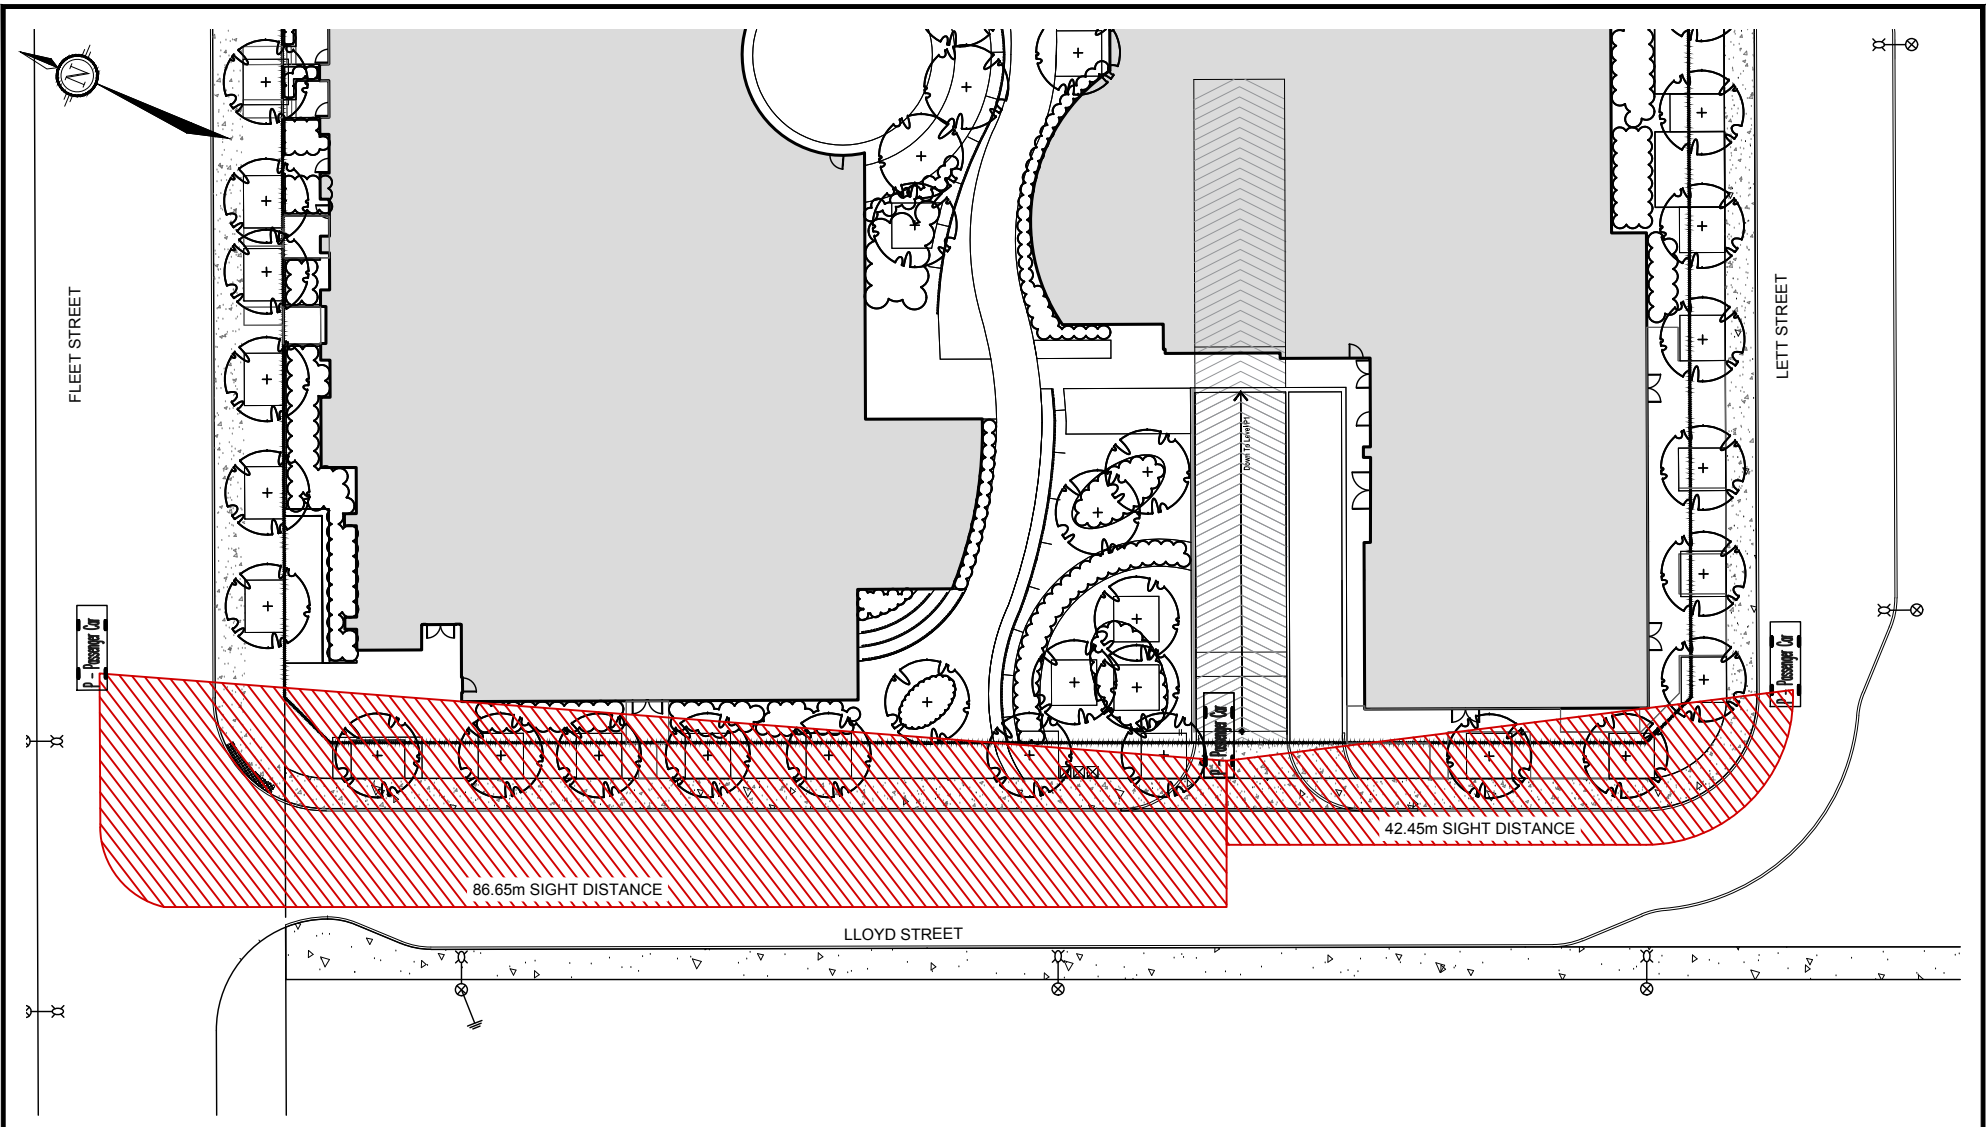 N
FLEET STREET
LETT STREET
Down To Level P1
P - Passenger Car
P - Passenger Car
P - Passenger Car
42.45m SIGHT DISTANCE
86.65m SIGHT DISTANCE
LLOYD STREET